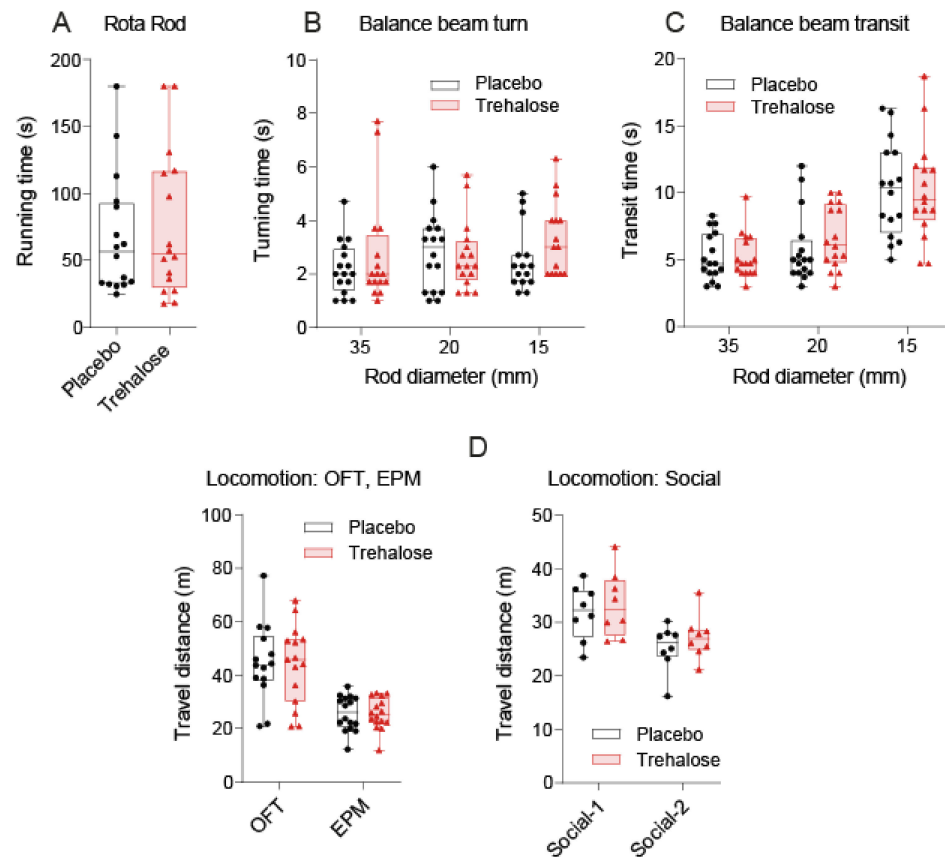 A Rota Rod
Running time (s)
200
150
100
50
0
Placebo
Trehalose
B Balance beam turn
Turning time (s)
10
8
6
4
2
0
Placebo
Trehalose
35 20 15
Rod diameter (mm)
C Balance beam transit
Transit time (s)
20
15
10
5
0
Placebo
Trehalose
35 20 15
Rod diameter (mm)
D
Locomotion: OFT, EPM
Travel distance (m)
100
80
60
40
20
0
Placebo
Trehalose
OFT
EPM
Locomotion: Social
Travel distance (m)
50
40
30
20
10
0
Placebo
Trehalose
Social-1
Social-2